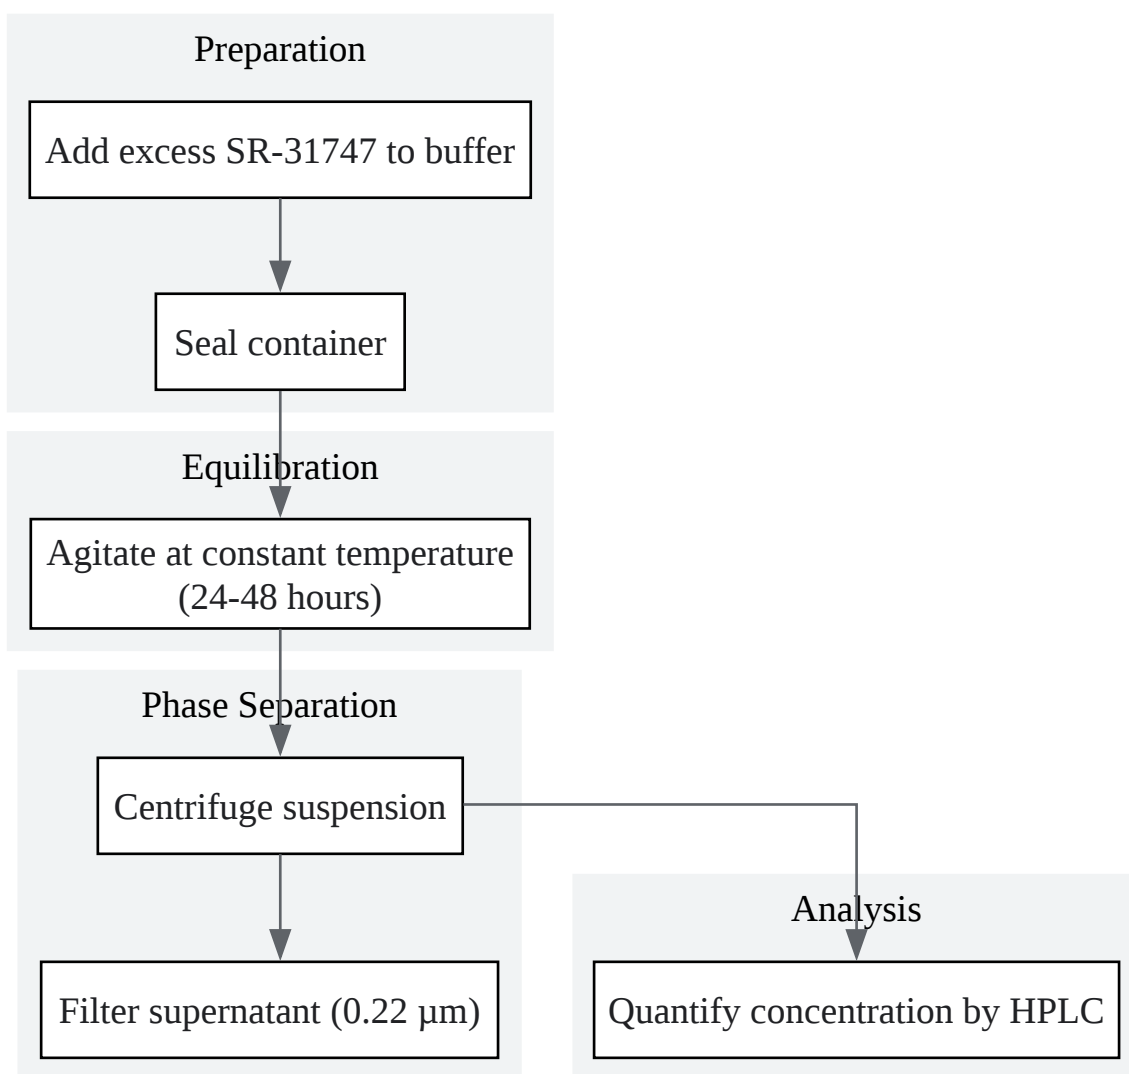 Preparation
Add excess SR-31747 to buffer
Seal container
Equilibration
Agitate at constant temperature
(24-48 hours)
Phase Separation
Centrifuge suspension
Filter supernatant (0.22 µm)
Analysis
Quantify concentration by HPLC